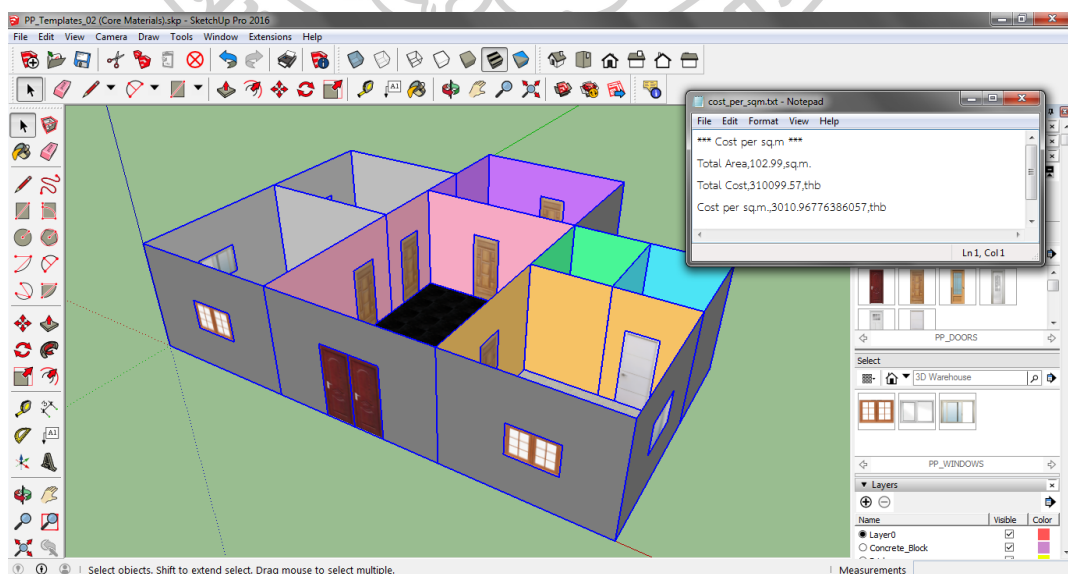 PP_Templates_02 (Core Materials).skp - SketchUp Pro 2016
File Edit View Camera Draw Tools Window Extensions Help
A1
cost_per_sqm.txt - Notepad
File Edit Format View Help
*** Cost per sq.m ***
Total Area,102.99,sq.m.
Total Cost,310099.57,thb
Cost per sq.m.,3010.96776386057,thb
Ln 1, Col 1
PP_DOORS
Select
3D Warehouse
A1
PP_WINDOWS
Layers
Name Visible Color
Layer0
Concrete_Block
Select objects. Shift to extend select. Drag mouse to select multiple.
Measurements